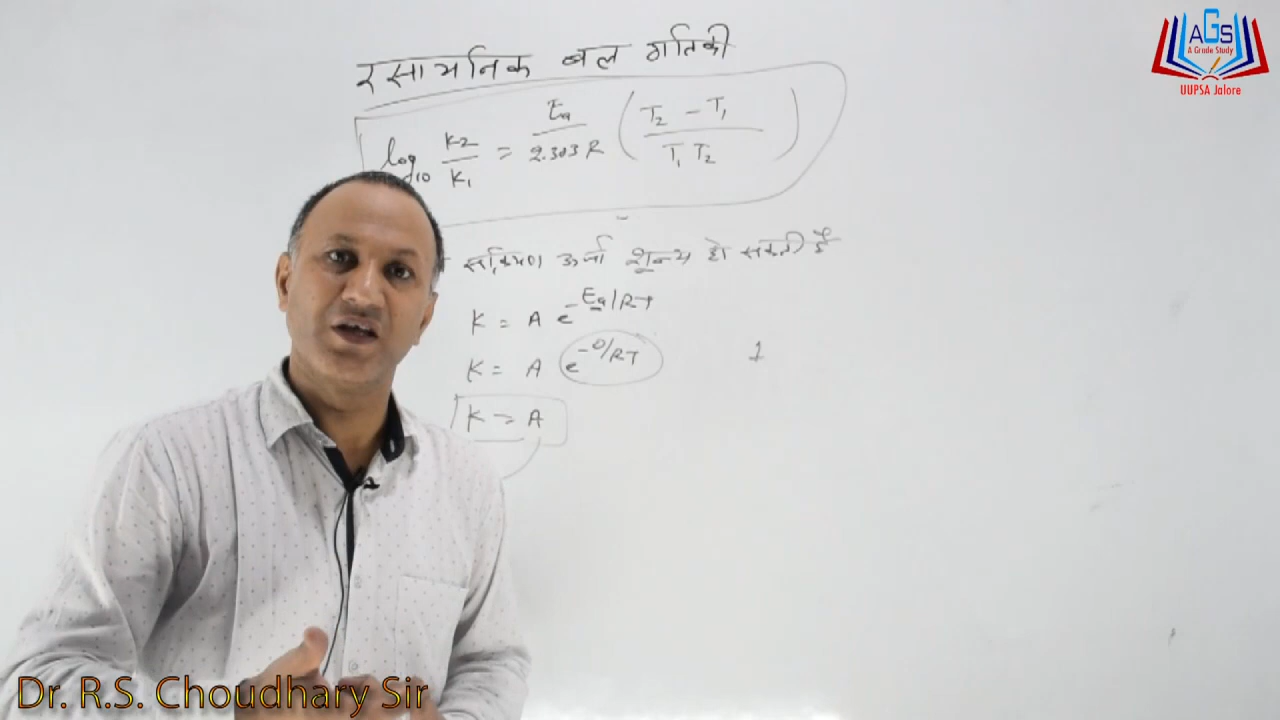 रसायनिक बल गतिकी
log10 K2/K1 = Ea/2.303 R (T2 - T1 / T1 T2)
सक्रियण ऊर्जा शून्य हो सकती है
K = A e^-Ea/RT
K = A e^-0/RT 1
K = A
AGS
A Grade Study
UUPSA Jalore
Dr. R.S. Choudhary Sir